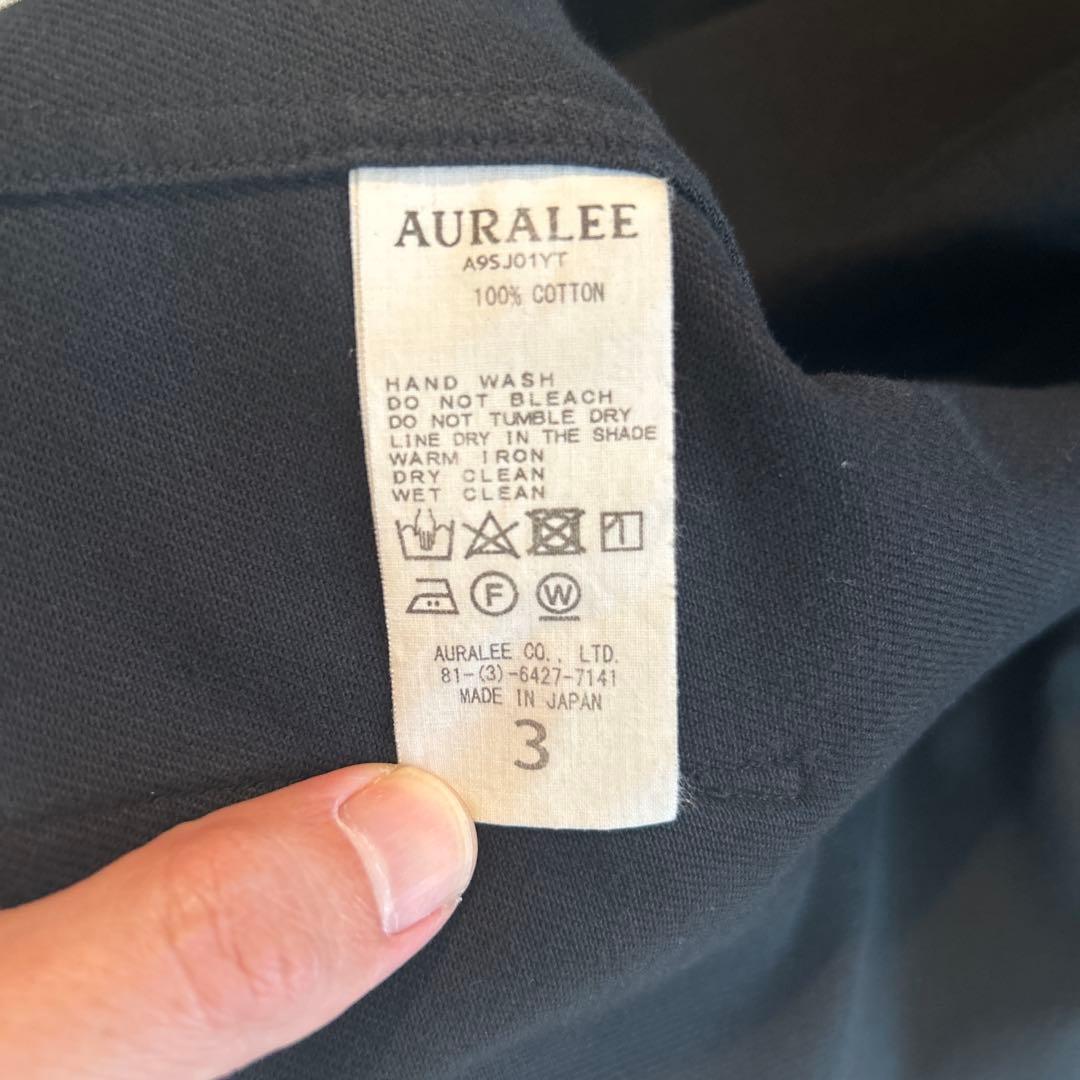 AURALEE
A9SJ01YT
100% COTTON
HAND WASH
DO NOT BLEACH
DO NOT TUMBLE DRY
LINE DRY IN THE SHADE
WARM IRON
DRY CLEAN
WET CLEAN
F W
AURALEE CO., LTD.
81-(3)-6427-7141
MADE IN JAPAN
3